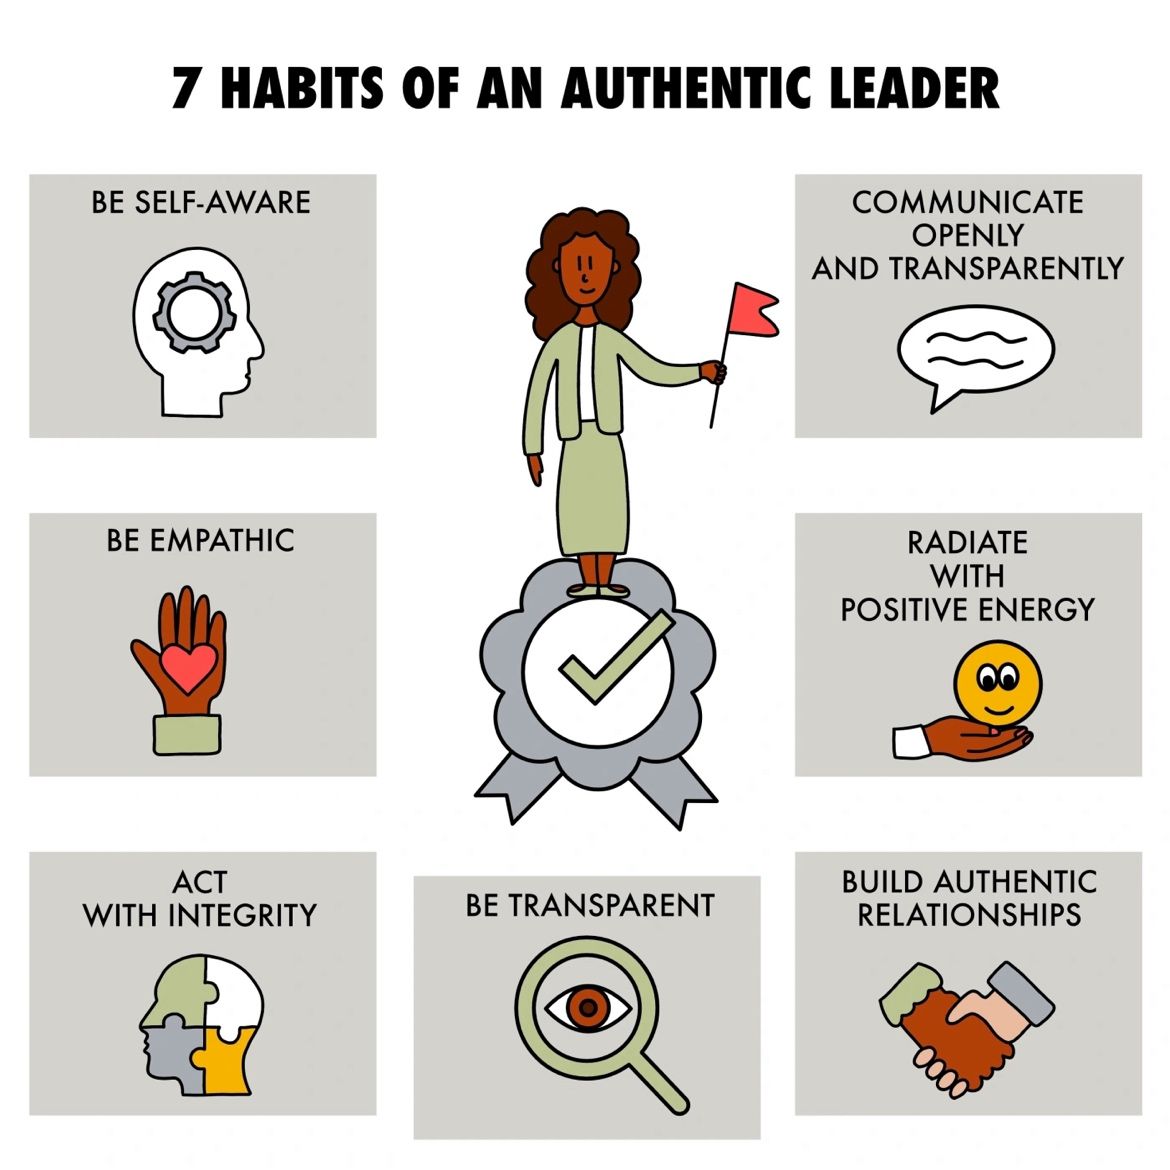 7 HABITS OF AN AUTHENTIC LEADER
BE SELF-AWARE
COMMUNICATE
OPENLY
AND TRANSPARENTLY
BE EMPATHIC
RADIATE
WITH
POSITIVE ENERGY
ACT
WITH INTEGRITY
BE TRANSPARENT
BUILD AUTHENTIC
RELATIONSHIPS